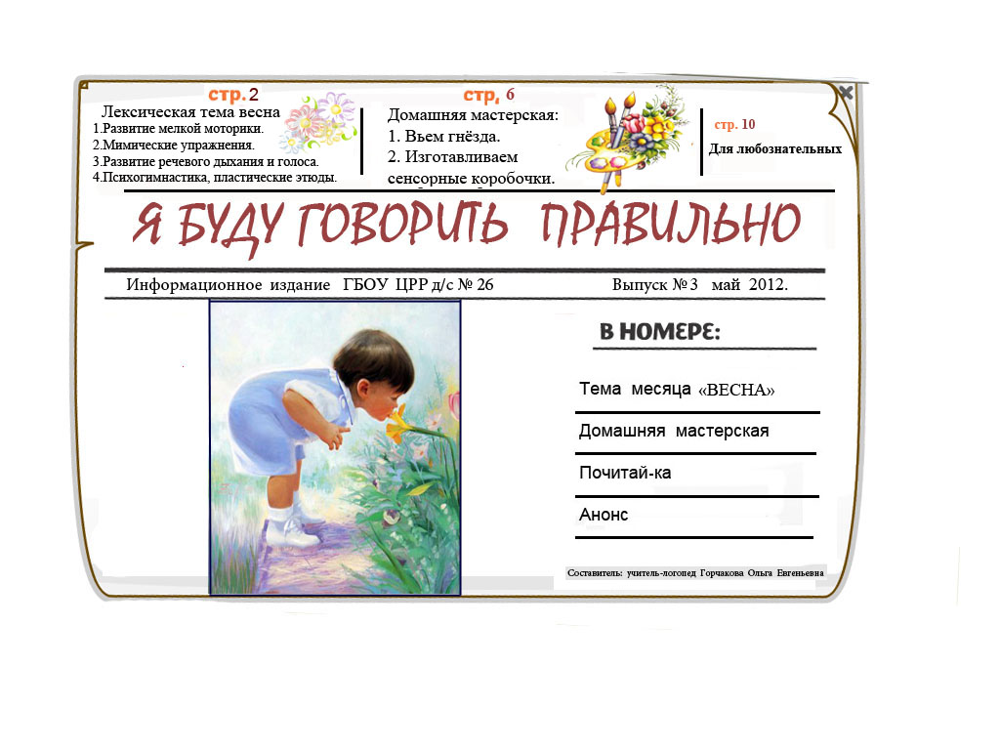 стр.2
Лексическая тема весна
1.Развитие мелкой моторики.
2.Мимические упражнения.
3.Развитие речевого дыхания и голоса.
4.Психогимнастика, пластические этюды.
стр, 6
Домашняя мастерская:
1. Вьем гнёзда.
2. Изготавливаем
сенсорные коробочки.
стр. 10
Для любознательных
Я БУДУ ГОВОРИТЬ ПРАВИЛЬНО
Информационное издание ГБОУ ЦРР д/с № 26
Выпуск №3 май 2012.
В НОМЕРЕ:
Тема месяца «ВЕСНА»
Домашняя мастерская
Почитай-ка
Анонс
Составитель: учитель-логопед Горчакова Ольга Евгеньевна